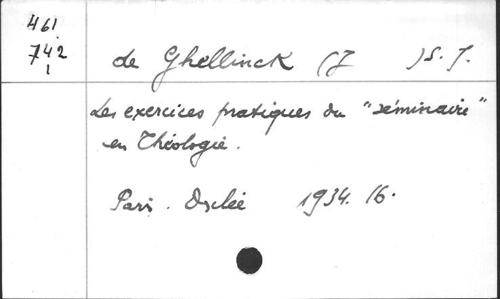 461.
742
1
de Ghellinck (J )S.J.
Les exercices pratiques du "séminaire"
en Théologie.
Paris. Desclée 1934. 16.